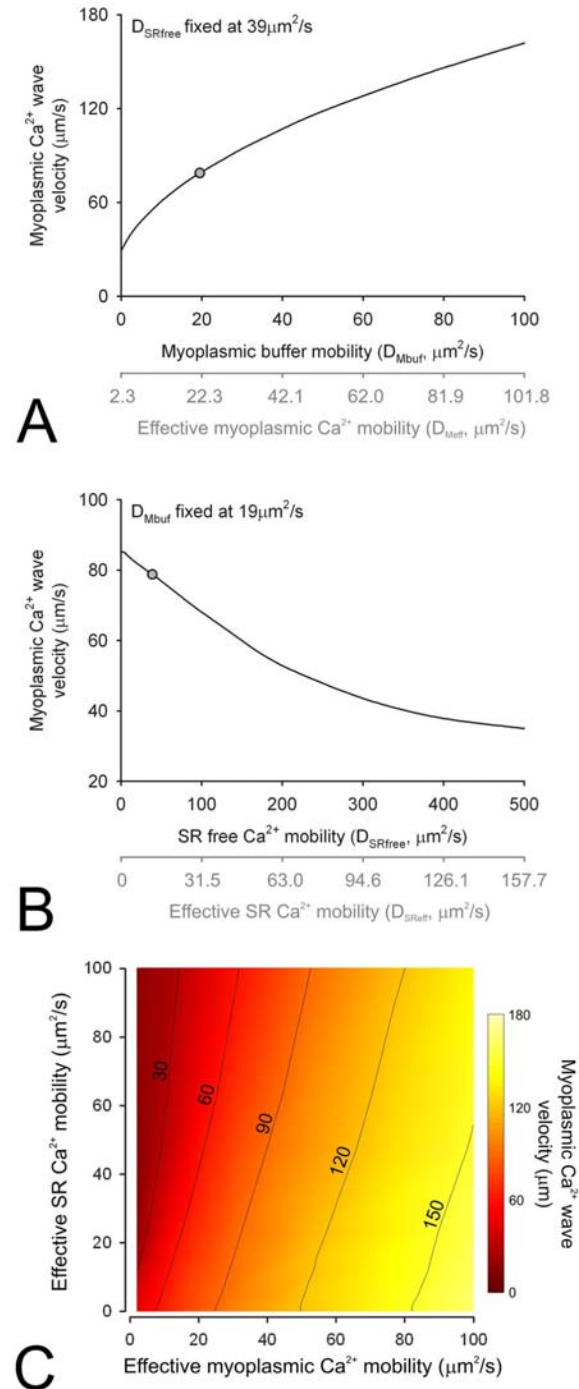 D_SRfree fixed at 39μm²/s
180
120
60
0
Myoplasmic Ca²⁺ wave
velocity (μm/s)
0 20 40 60 80 100
Myoplasmic buffer mobility (D_Mbuf, μm²/s)
2.3 22.3 42.1 62.0 81.9 101.8
Effective myoplasmic Ca²⁺ mobility (D_Meff, μm²/s)
A
D_Mbuf fixed at 19μm²/s
100
80
60
40
20
Myoplasmic Ca²⁺ wave
velocity (μm/s)
0 100 200 300 400 500
SR free Ca²⁺ mobility (D_SRfree, μm²/s)
0 31.5 63.0 94.6 126.1 157.7
Effective SR Ca²⁺ mobility (D_SReff, μm²/s)
B
100
80
60
40
20
0
Effective SR Ca²⁺ mobility (μm²/s)
30
60
90
120
150
180
120
60
0
Myoplasmic Ca²⁺ wave
velocity (μm)
0 20 40 60 80 100
Effective myoplasmic Ca²⁺ mobility (μm²/s)
C